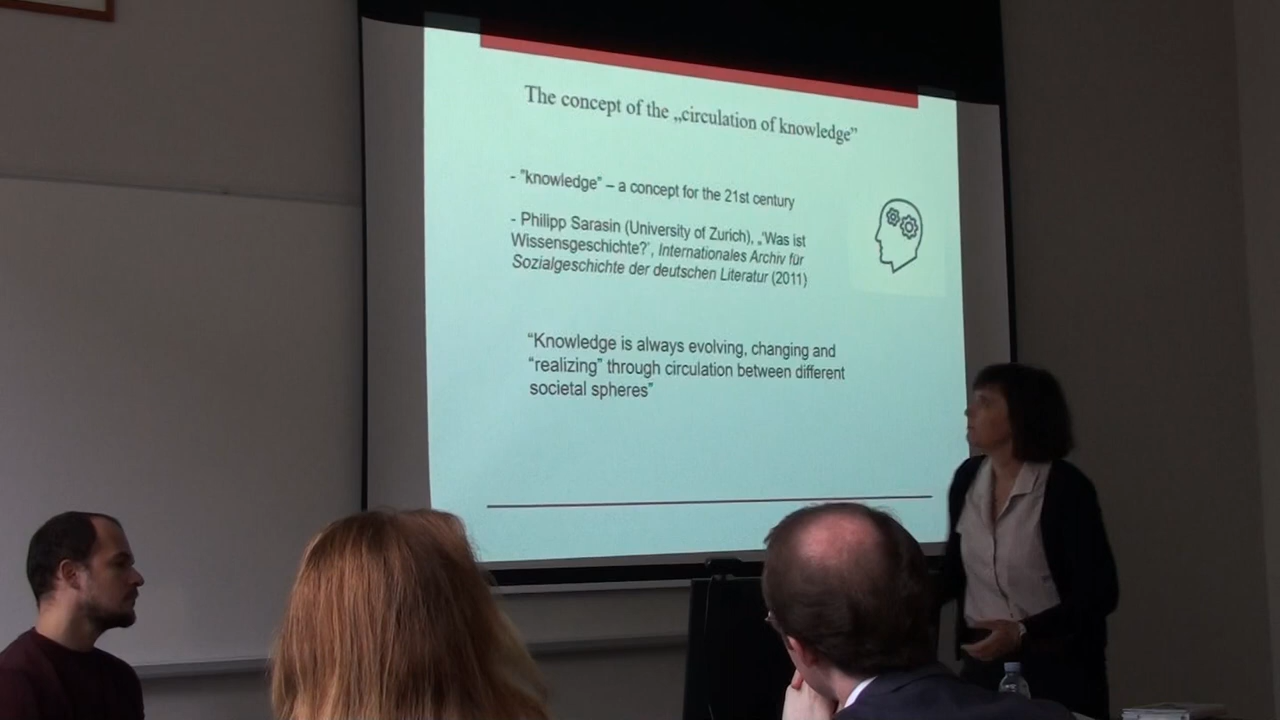 The concept of the „circulation of knowledge”
- ”knowledge” – a concept for the 21st century
- Philipp Sarasin (University of Zurich), „‘Was ist
Wissensgeschichte?’, Internationales Archiv für
Sozialgeschichte der deutschen Literatur (2011)
“Knowledge is always evolving, changing and
“realizing” through circulation between different
societal spheres”